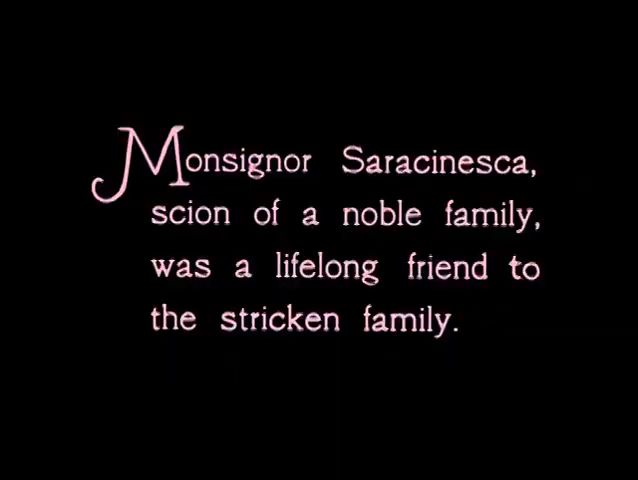 Monsignor Saracinesca,
scion of a noble family,
was a lifelong friend to
the stricken family.